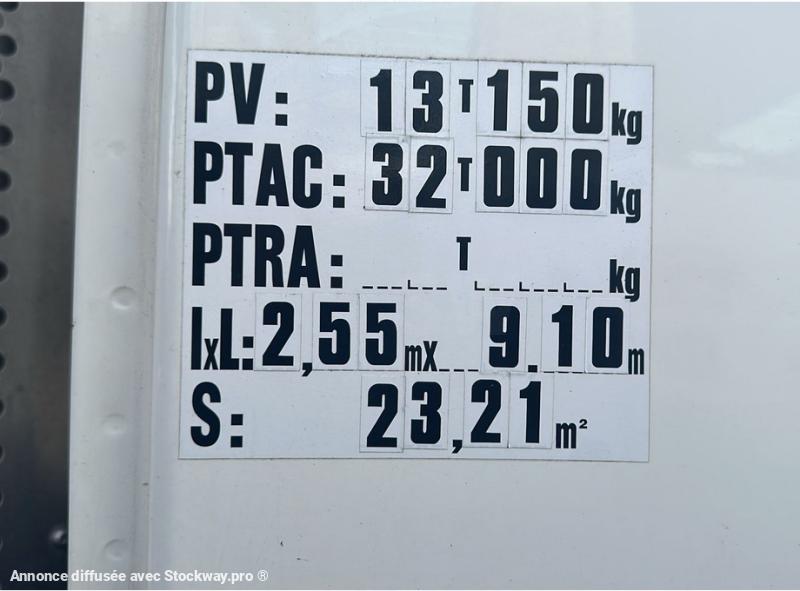 PV: 13T150kg
PTAC: 32T000kg
PTRA: T kg
lxL: 2,55mx 9.10m
S: 23,21m²
Annonce diffusée avec Stockway.pro ®